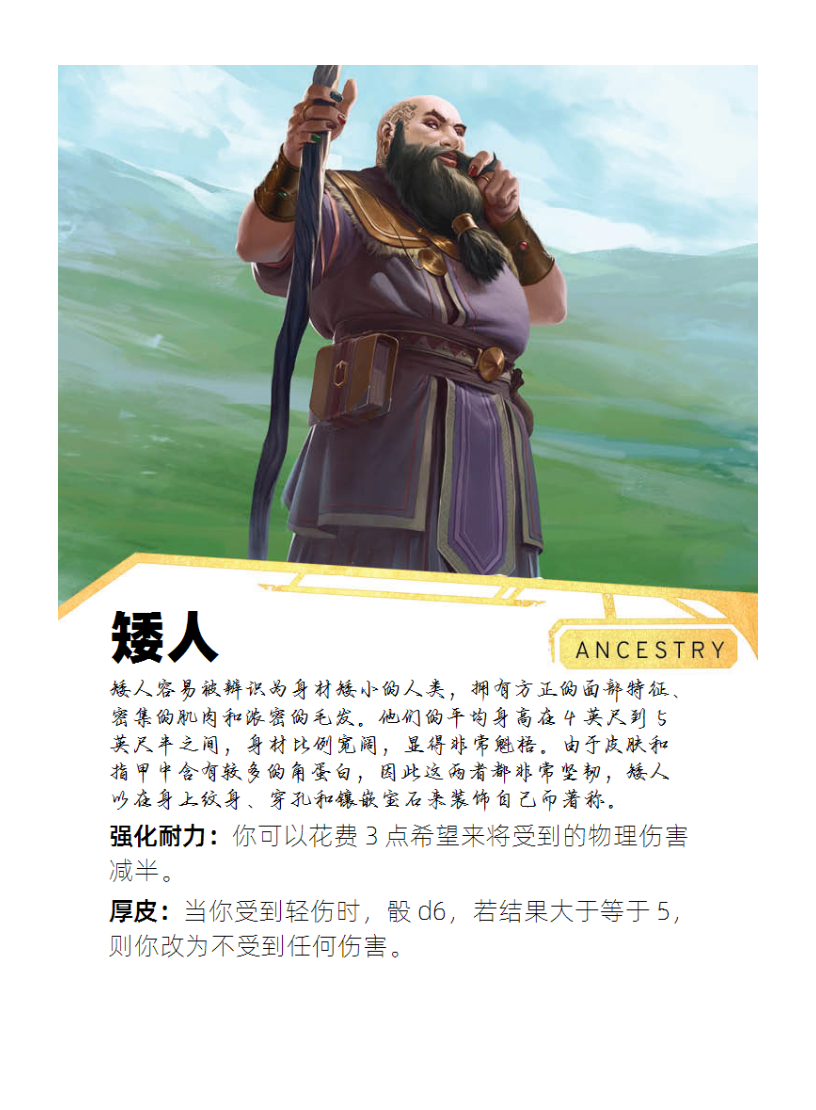 矮人
ANCESTRY
矮人容易被辨识为身材矮小的人类，拥有方正的面部特征、
密集的肌肉和浓密的毛发。他们的平均身高在 4 英尺到 5
英尺半之间，身材比例宽阔，显得非常魁梧。由于皮肤和
指甲中含有较多的角蛋白，因此这两者都非常坚韧，矮人
以在身上纹身、穿孔和镶嵌宝石来装饰自己而著称。
强化耐力：你可以花费 3 点希望来将受到的物理伤害
减半。
厚皮：当你受到轻伤时，骰 d6，若结果大于等于 5，
则你改为不受到任何伤害。